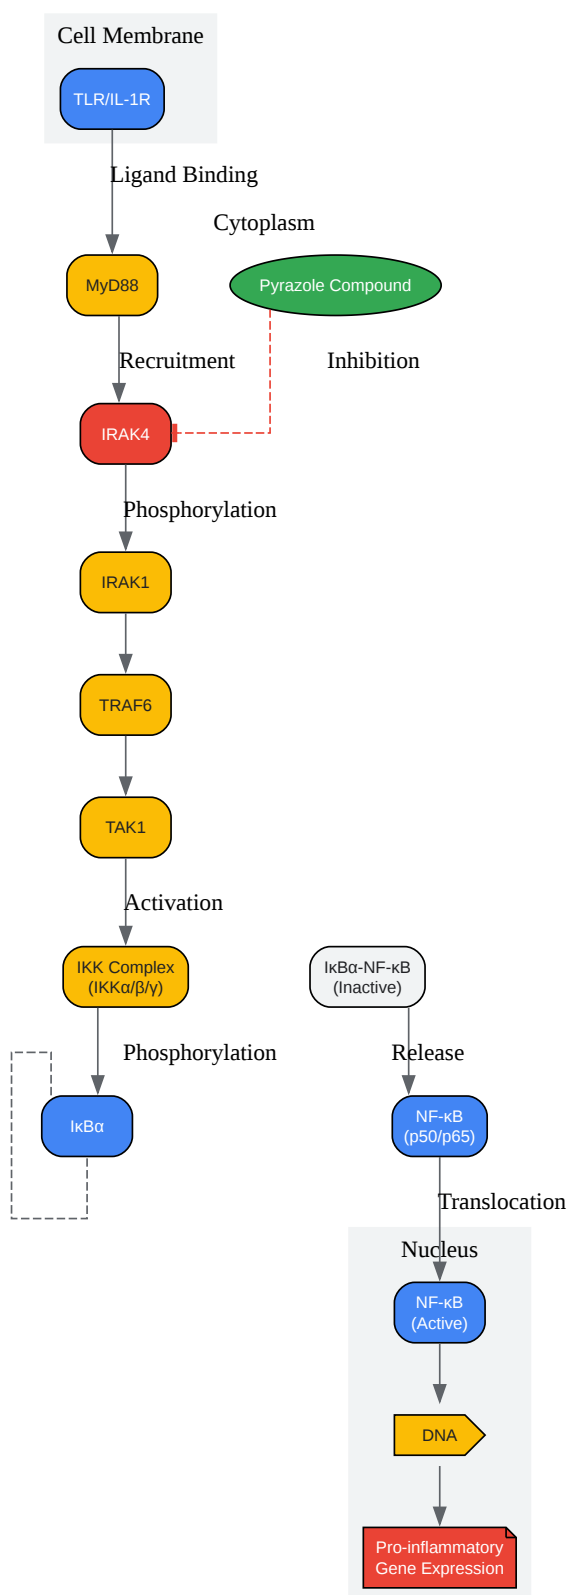 Cell Membrane
TLR/IL-1R
Ligand Binding
Cytoplasm
MyD88
Pyrazole Compound
Recruitment
Inhibition
IRAK4
Phosphorylation
IRAK1
TRAF6
TAK1
Activation
IKK Complex
(IKKα/β/γ)
IκBα-NF-κB
(Inactive)
Phosphorylation
Release
IκBα
NF-κB
(p50/p65)
Translocation
Nucleus
NF-κB
(Active)
DNA
Pro-inflammatory
Gene Expression